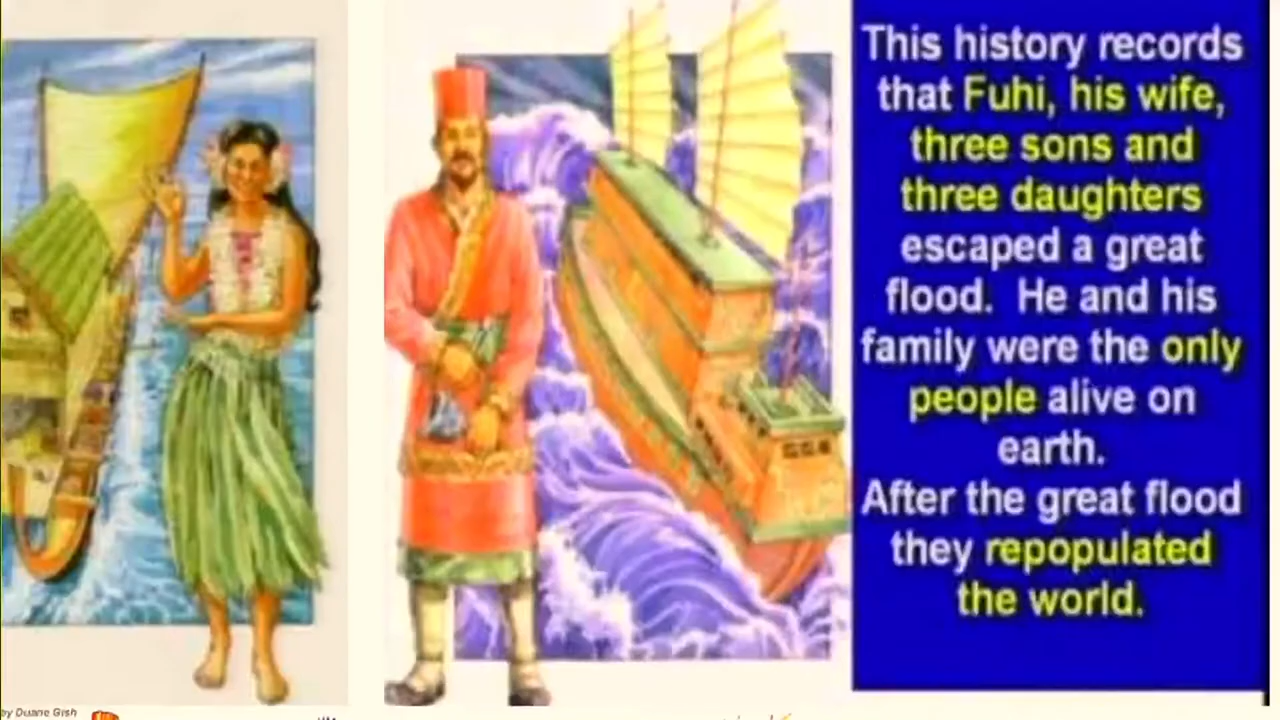 This history records
that Fuhi, his wife,
three sons and
three daughters
escaped a great
flood. He and his
family were the only
people alive on
earth.
After the great flood
they repopulated
the world.
by Duane Gish